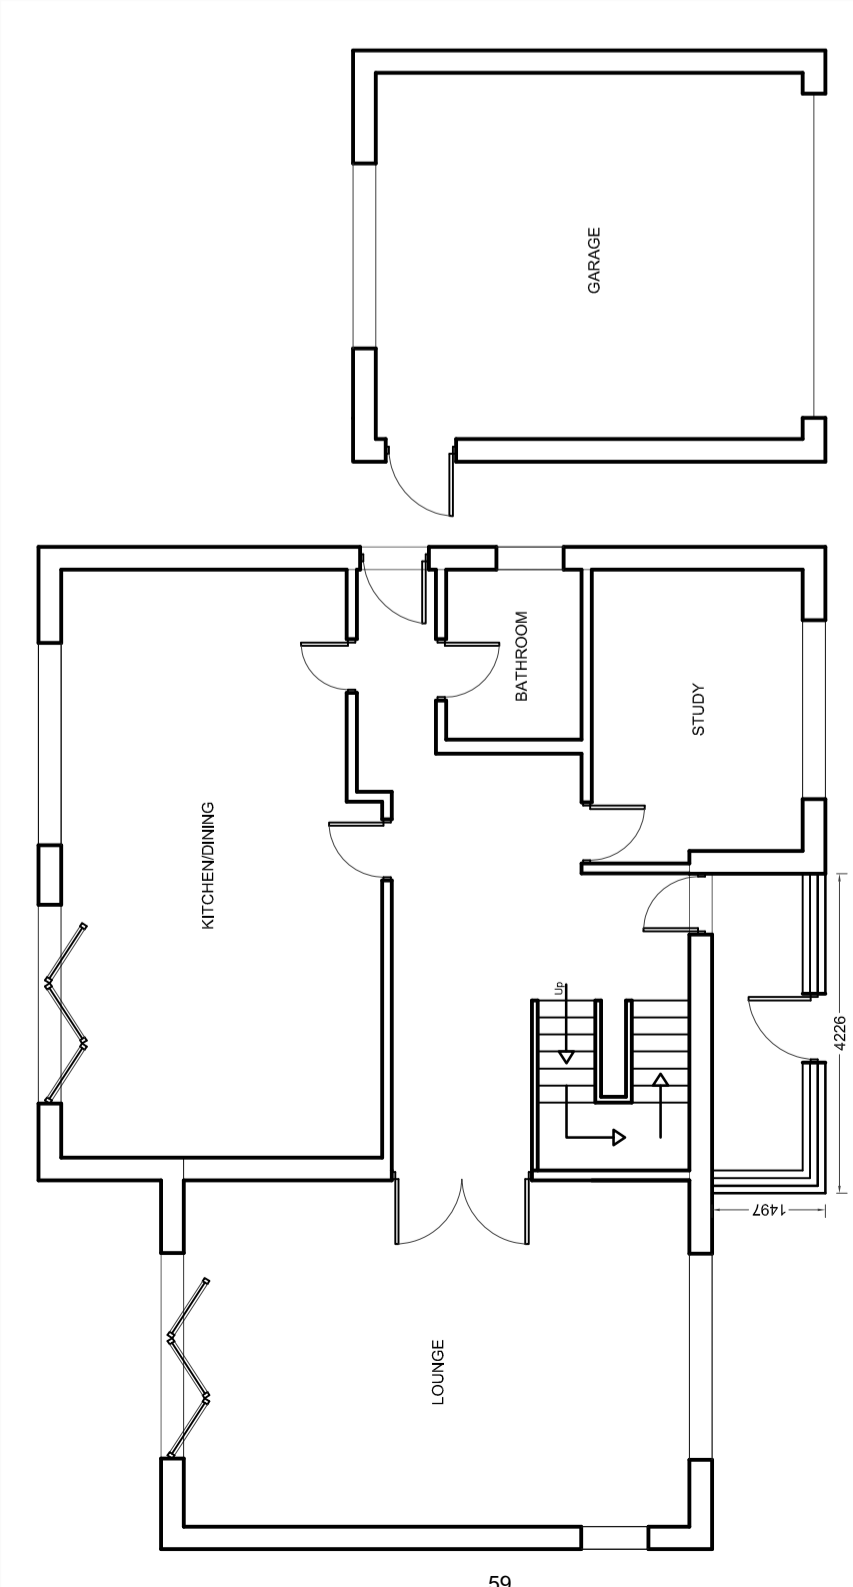 GARAGE
BATHROOM
STUDY
KITCHEN/DINING
Up
4226
1497
LOUNGE
59